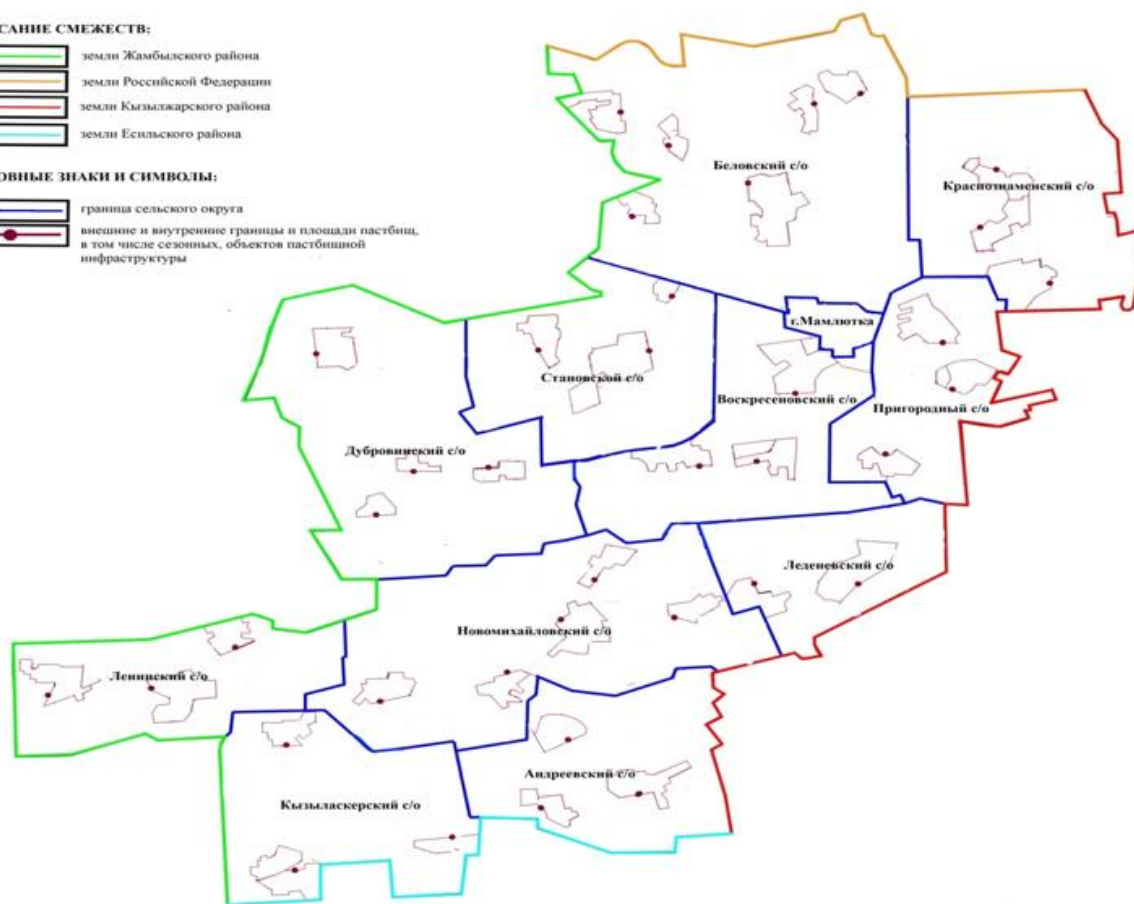 САНИЕ СМЕЖЕСТВ:
земли Жамбылского района
земли Российской Федерации
земли Кызылжарского района
земли Есильского района
ОВНЫЕ ЗНАКИ И СИМВОЛЫ:
граница сельского округа
внешние и внутренние границы и площади пастбищ,
в том числе сезонных, объектов пастбищной
инфраструктуры
Беловский с/о
Краснознаменский с/о
г.Мамлютка
Становской с/о
Воскресеновский с/о
Пригородный с/о
Дубровинский с/о
Леденевский с/о
Новомихайловский с/о
Ленинский с/о
Андреевский с/о
Кызыласкерский с/о